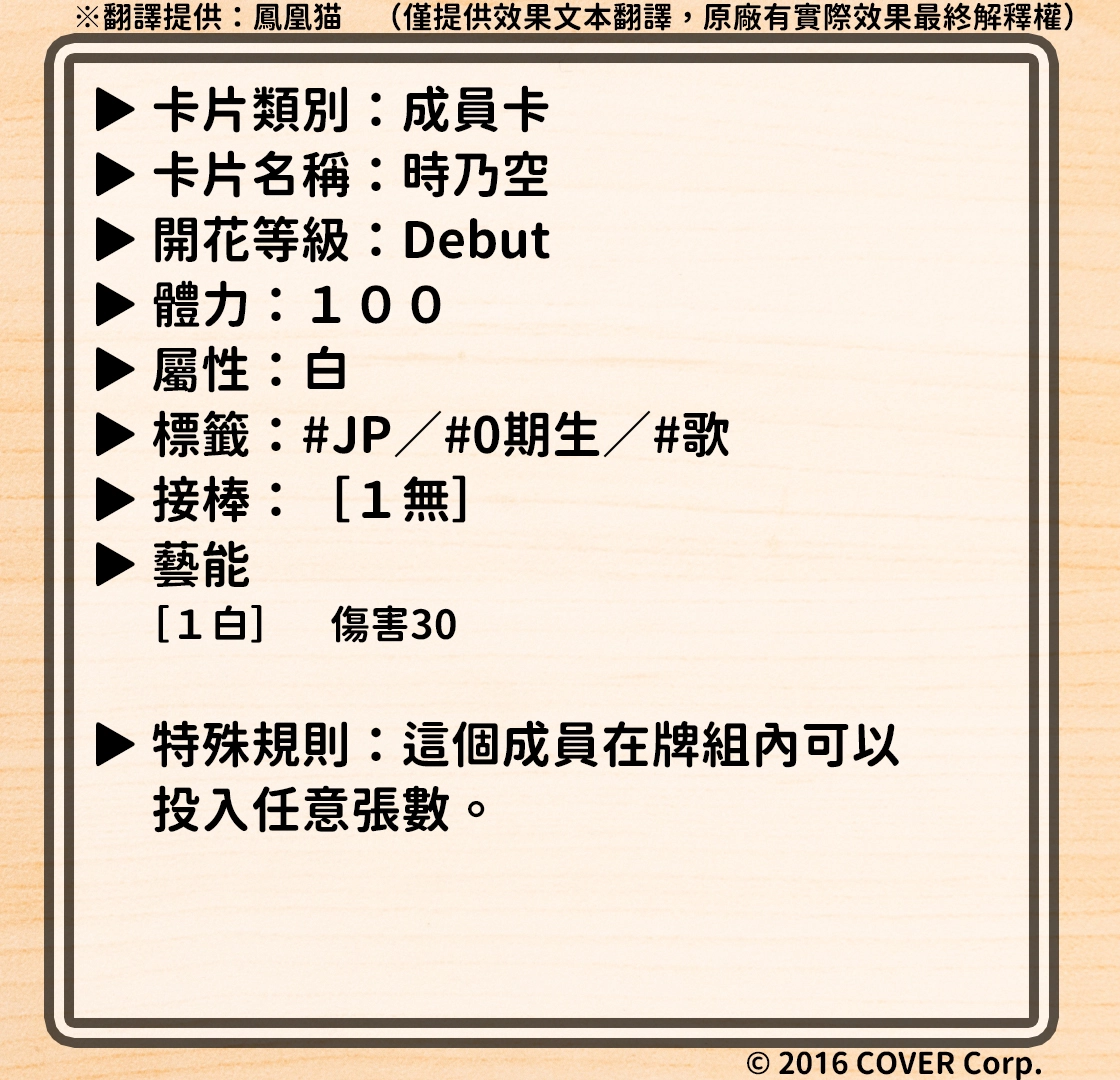 ※翻譯提供：鳳凰猫　（僅提供效果文本翻譯，原廠有實際效果最終解釋權）
▶ 卡片類別：成員卡
▶ 卡片名稱：時乃空
▶ 開花等級：Debut
▶ 體力：１００
▶ 屬性：白
▶ 標籤：#JP／#0期生／#歌
▶ 接棒：［１無］
▶ 藝能
［１白］　傷害30
▶ 特殊規則：這個成員在牌組內可以
投入任意張數。
© 2016 COVER Corp.